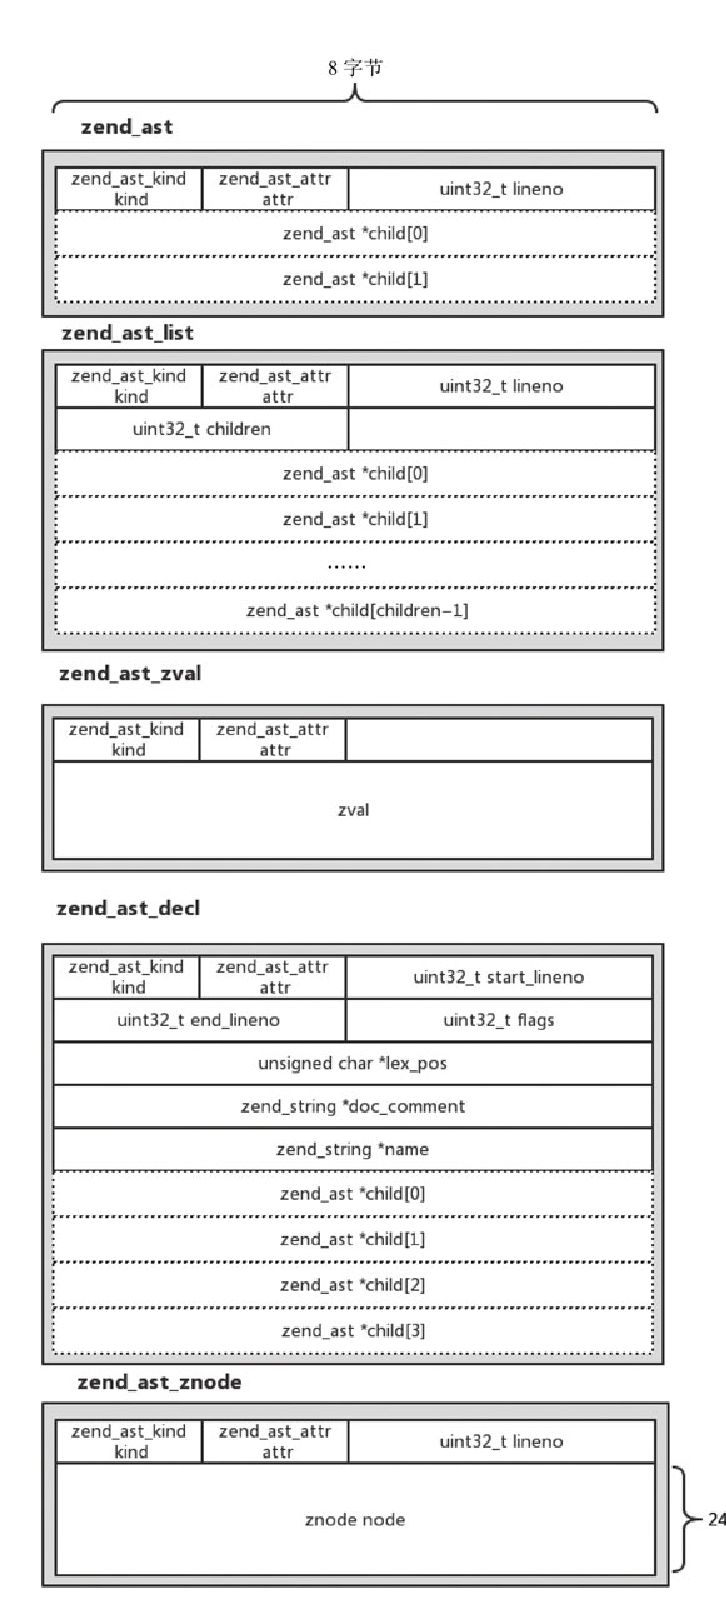 8 字节
zend_ast
zend_ast_kind kind zend_ast_attr attr uint32_t lineno
zend_ast *child[0]
zend_ast *child[1]
zend_ast_list
zend_ast_kind kind zend_ast_attr attr uint32_t lineno
uint32_t children
zend_ast *child[0]
zend_ast *child[1]
......
zend_ast *child[children-1]
zend_ast_zval
zend_ast_kind kind zend_ast_attr attr
zval
zend_ast_decl
zend_ast_kind kind zend_ast_attr attr uint32_t start_lineno
uint32_t end_lineno uint32_t flags
unsigned char *lex_pos
zend_string *doc_comment
zend_string *name
zend_ast *child[0]
zend_ast *child[1]
zend_ast *child[2]
zend_ast *child[3]
zend_ast_znode
zend_ast_kind kind zend_ast_attr attr uint32_t lineno
znode node 24